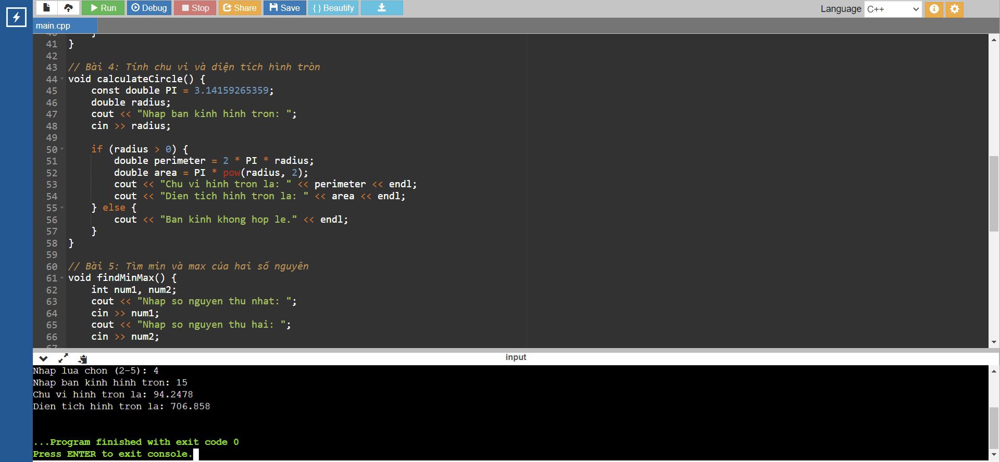 Run Debug Stop Share Save { } Beautify Language C++
main.cpp
40 }
41 }
42
43 // Bài 4: Tính chu vi và diện tích hình tròn
44 void calculateCircle() {
45 const double PI = 3.14159265359;
46 double radius;
47 cout << "Nhap ban kinh hinh tron: ";
48 cin >> radius;
49
50 if (radius > 0) {
51 double perimeter = 2 * PI * radius;
52 double area = PI * pow(radius, 2);
53 cout << "Chu vi hinh tron la: " << perimeter << endl;
54 cout << "Dien tich hinh tron la: " << area << endl;
55 } else {
56 cout << "Ban kinh khong hop le." << endl;
57 }
58 }
59
60 // Bài 5: Tìm min và max của hai số nguyên
61 void findMinMax() {
62 int num1, num2;
63 cout << "Nhap so nguyen thu nhat: ";
64 cin >> num1;
65 cout << "Nhap so nguyen thu hai: ";
66 cin >> num2;
67
input
Nhap lua chon (2-5): 4
Nhap ban kinh hinh tron: 15
Chu vi hinh tron la: 94.2478
Dien tich hinh tron la: 706.858
...Program finished with exit code 0
Press ENTER to exit console.